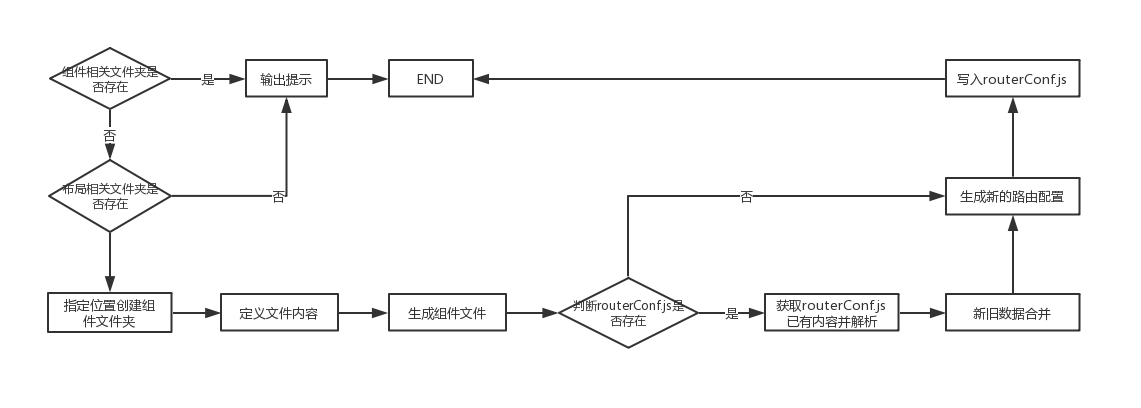 组件相关文件夹是
否存在
是
输出提示
END
写入routerConf.js
否
布局相关文件夹是
否存在
否
否
生成新的路由配置
指定位置创建组
件文件夹
定义文件内容
生成组件文件
判断routerConf.js是
否存在
是
获取routerConf.js
已有内容并解析
新旧数据合并